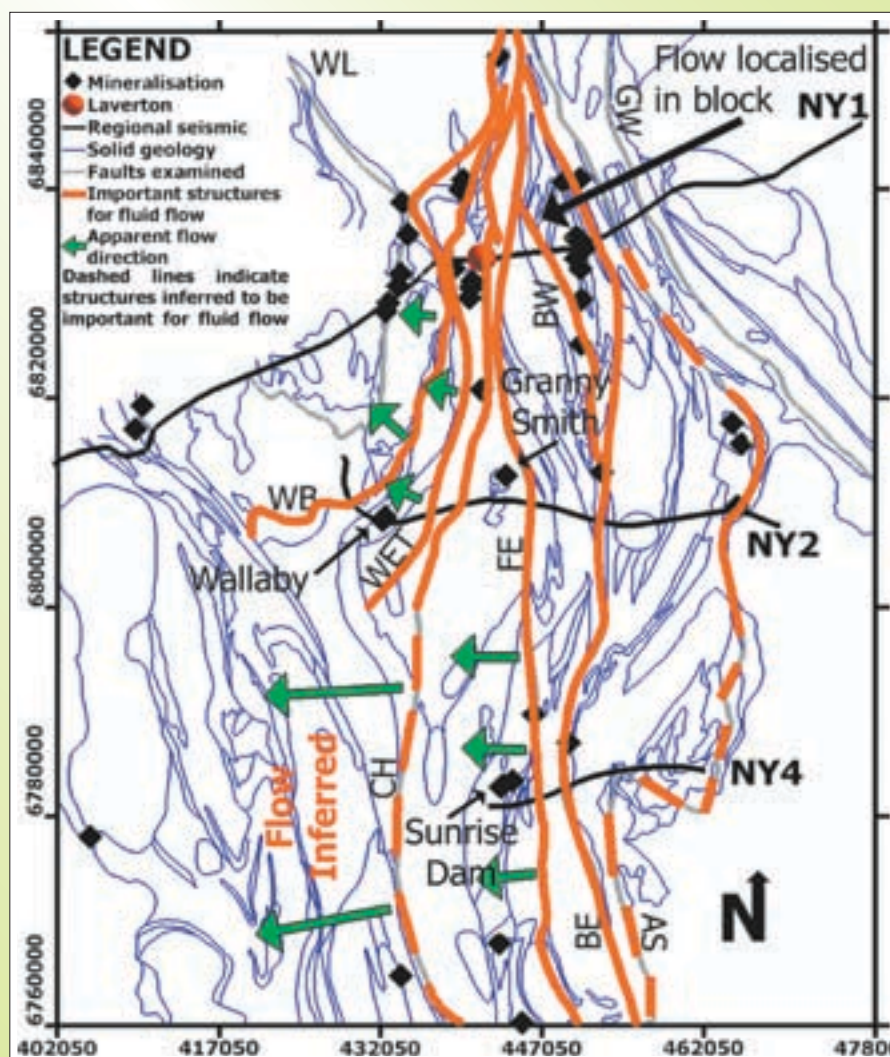 LEGEND
Mineralisation
Laverton
Regional seismic
Solid geology
Faults examined
Important structures
for fluid flow
Apparent flow
direction
Dashed lines indicate
structures inferred to be
important for fluid flow
WL
Flow localised
in block
GW
NY1
BW
Granny
Smith
WB
WET
Wallaby
FE
NY2
Flow
Inferred
CH
NY4
Sunrise
Dam
BE
AS
N
6840000
6820000
6800000
6780000
6760000
402050
417050
432050
447050
462050
47805